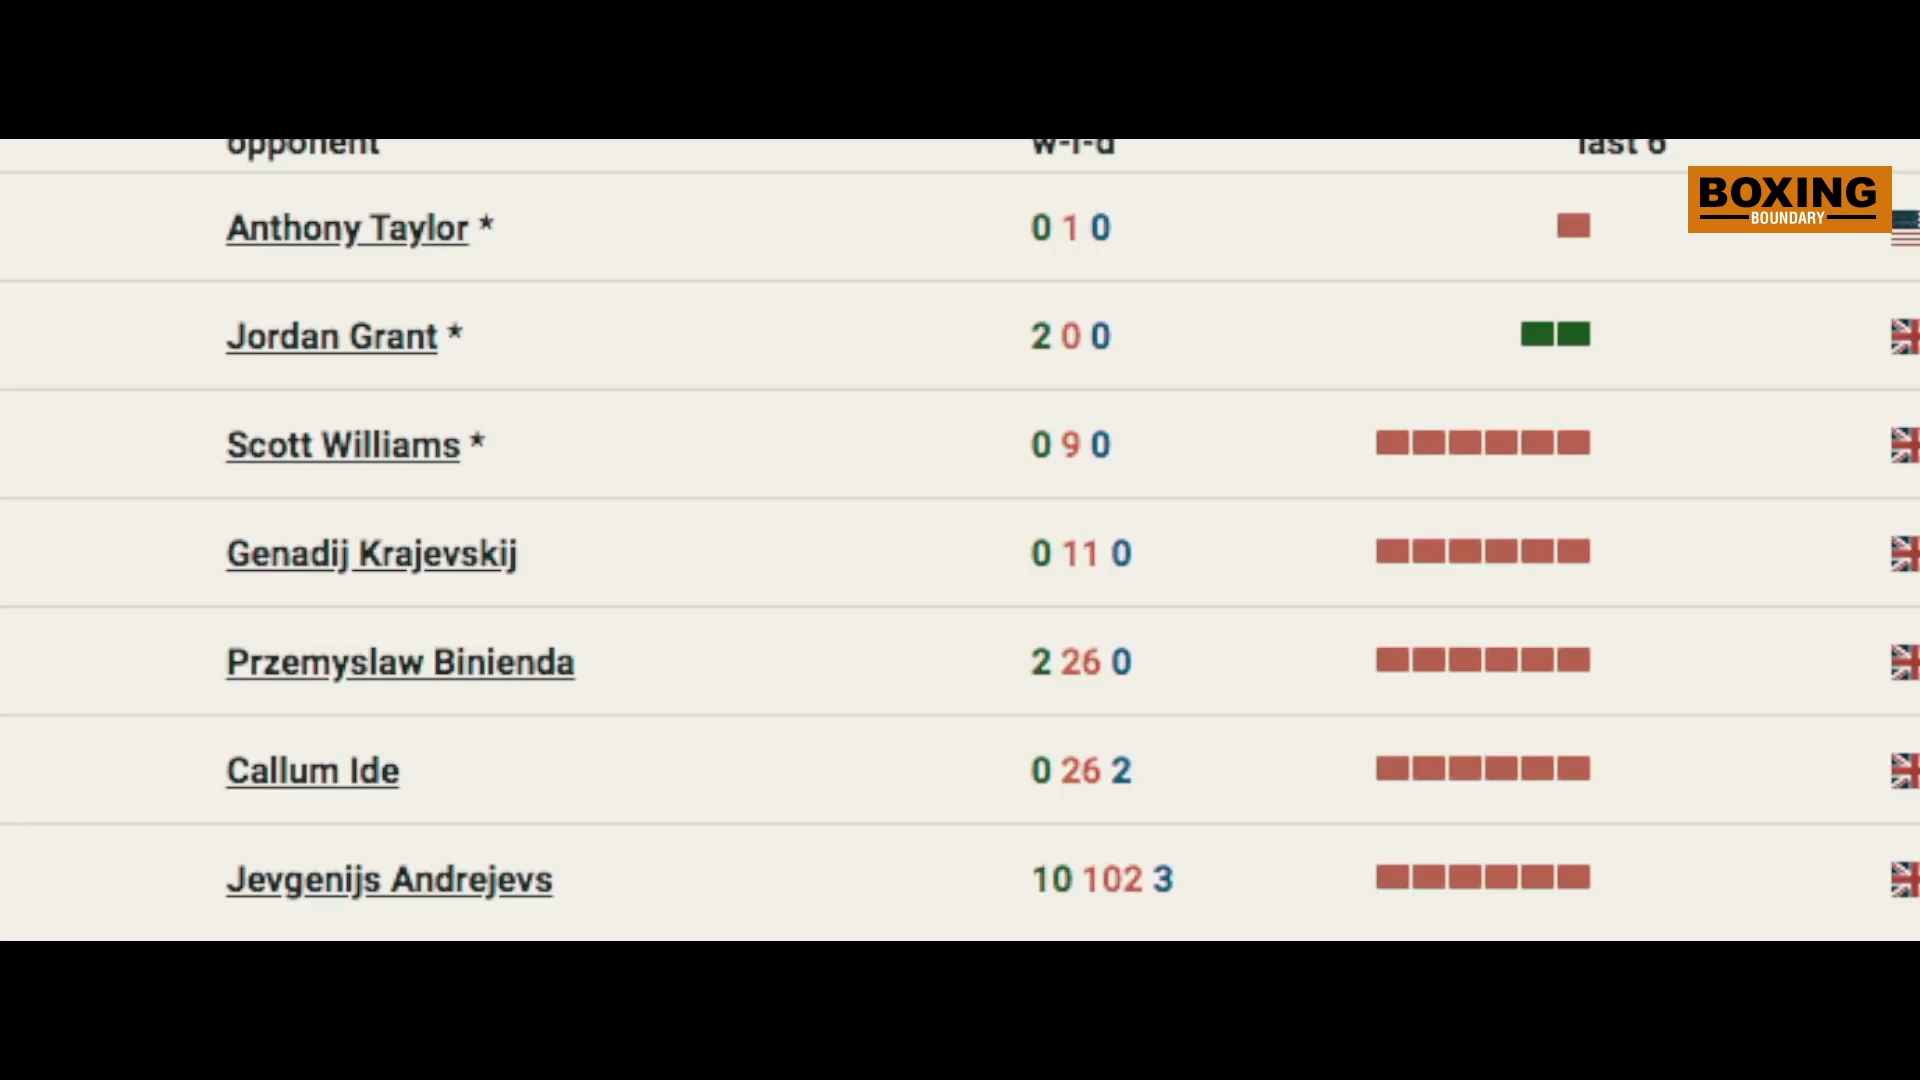 opponent w-l-d last 6
BOXING
BOUNDARY
Anthony Taylor * 0 1 0
Jordan Grant * 2 0 0
Scott Williams * 0 9 0
Genadij Krajevskij 0 11 0
Przemyslaw Binienda 2 26 0
Callum Ide 0 26 2
Jevgenijs Andrejevs 10 102 3